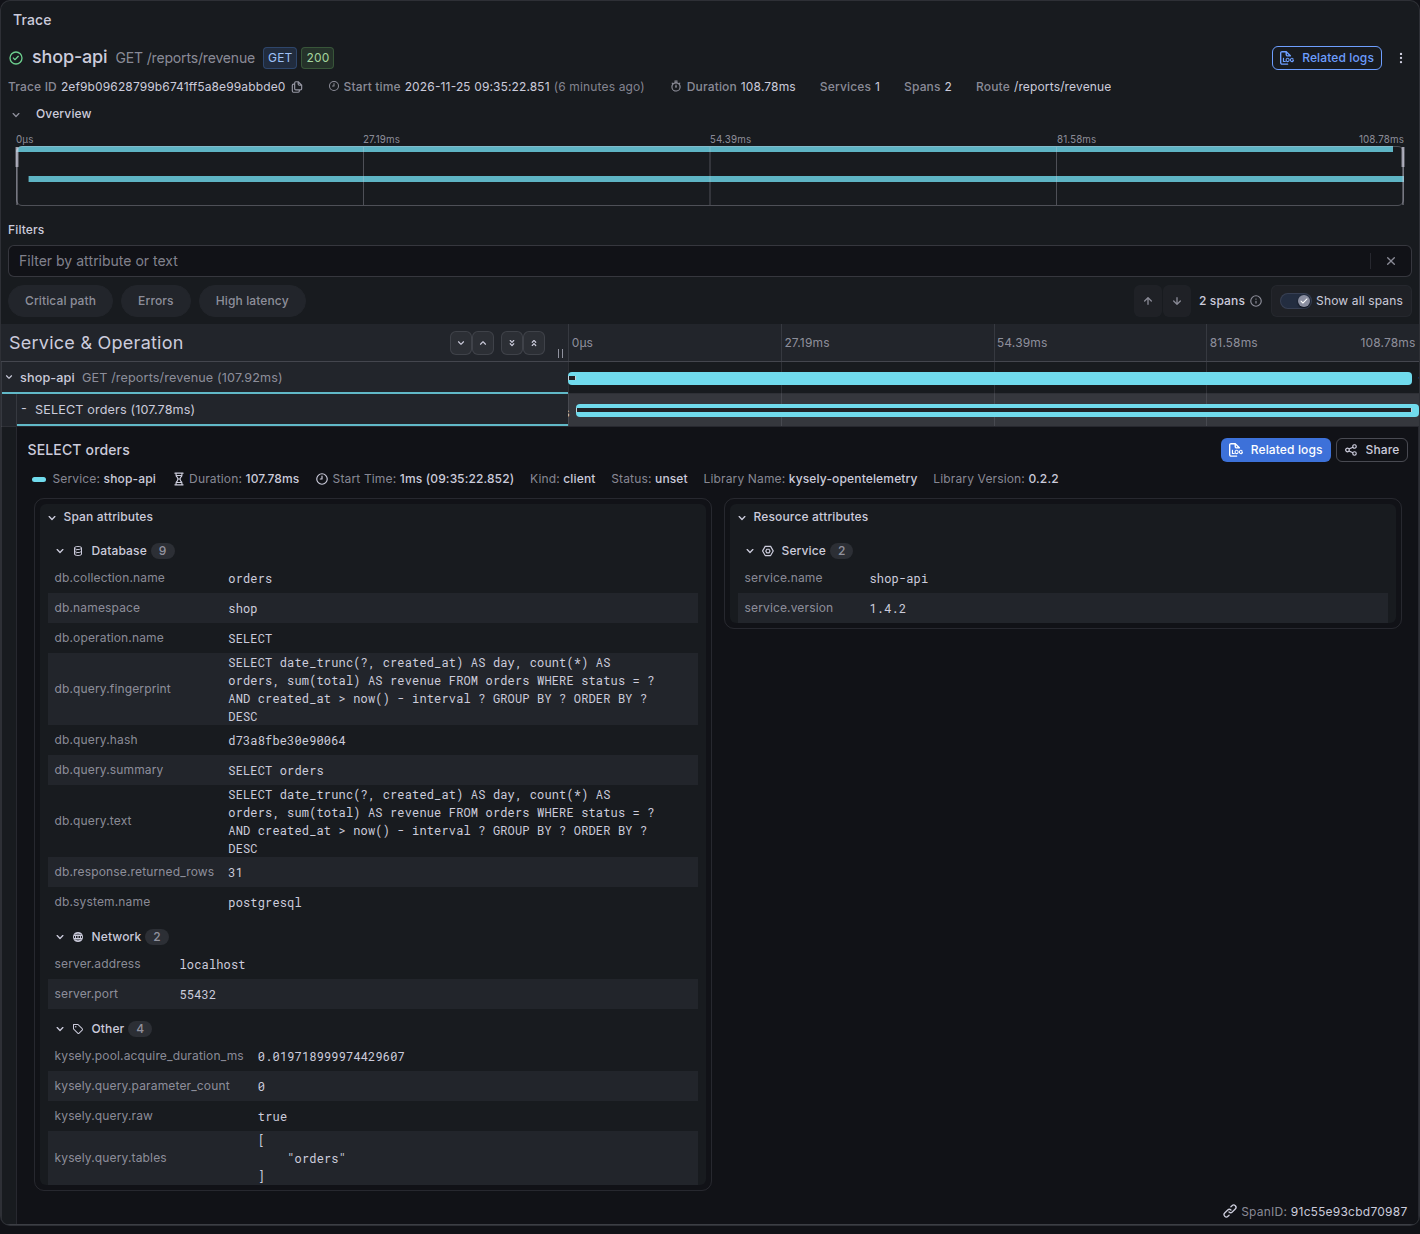 Trace
shop-api GET /reports/revenue GET 200
Related logs
Trace ID 2ef9b09628799b6741ff5a8e99abbde0 Start time 2026-11-25 09:35:22.851 (6 minutes ago) Duration 108.78ms Services 1 Spans 2 Route /reports/revenue
Overview
0μs 27.19ms 54.39ms 81.58ms 108.78ms
Filters
Filter by attribute or text
Critical path Errors High latency
2 spans Show all spans
Service & Operation
0μs 27.19ms 54.39ms 81.58ms 108.78ms
shop-api GET /reports/revenue (107.92ms)
SELECT orders (107.78ms)
SELECT orders
Related logs Share
Service: shop-api Duration: 107.78ms Start Time: 1ms (09:35:22.852) Kind: client Status: unset Library Name: kysely-opentelemetry Library Version: 0.2.2
Span attributes
Database 9
db.collection.name orders
db.namespace shop
db.operation.name SELECT
db.query.fingerprint
SELECT date_trunc(?, created_at) AS day, count(*) AS
orders, sum(total) AS revenue FROM orders WHERE status = ?
AND created_at > now() - interval ? GROUP BY ? ORDER BY ?
DESC
db.query.hash d73a8fbe30e90064
db.query.summary SELECT orders
db.query.text
SELECT date_trunc(?, created_at) AS day, count(*) AS
orders, sum(total) AS revenue FROM orders WHERE status = ?
AND created_at > now() - interval ? GROUP BY ? ORDER BY ?
DESC
db.response.returned_rows 31
db.system.name postgresql
Network 2
server.address localhost
server.port 55432
Other 4
kysely.pool.acquire_duration_ms 0.019718999974429607
kysely.query.parameter_count 0
kysely.query.raw true
kysely.query.tables
[
"orders"
]
Resource attributes
Service 2
service.name shop-api
service.version 1.4.2
SpanID: 91c55e93cbd70987